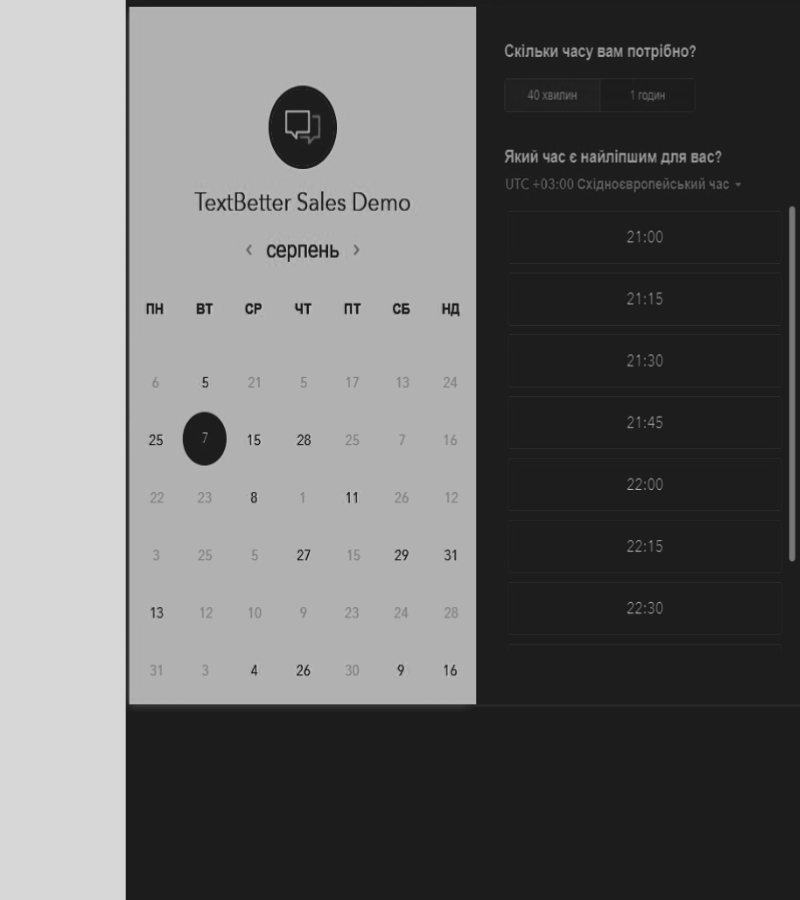 TextBetter Sales Demo
серпень
ПН ВТ СР ЧТ ПТ СБ НД
6 5 21 5 17 13 24
25 7 15 28 25 7 16
22 23 8 1 11 26 12
3 25 5 27 15 29 31
13 12 10 9 23 24 28
31 3 4 26 30 9 16
Скільки часу вам потрібно?
40 хвилин 1 годин
Який час є найліпшим для вас?
UTC +03:00 Східноєвропейський час
21:00
21:15
21:30
21:45
22:00
22:15
22:30